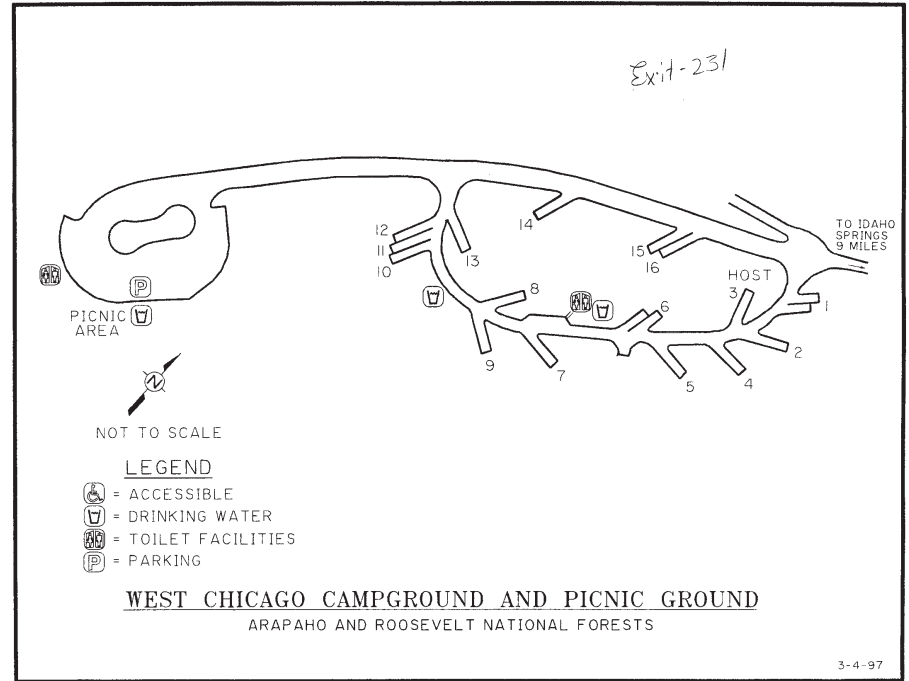 Exit-231
TO IDAHO
SPRINGS
9 MILES
14
12
11
10
13
15
16
HOST
3
1
8
6
2
9
7
5
4
P
PICNIC
AREA
N
NOT TO SCALE
LEGEND
= ACCESSIBLE
= DRINKING WATER
= TOILET FACILITIES
P = PARKING
WEST CHICAGO CAMPGROUND AND PICNIC GROUND
ARAPAHO AND ROOSEVELT NATIONAL FORESTS
3-4-97